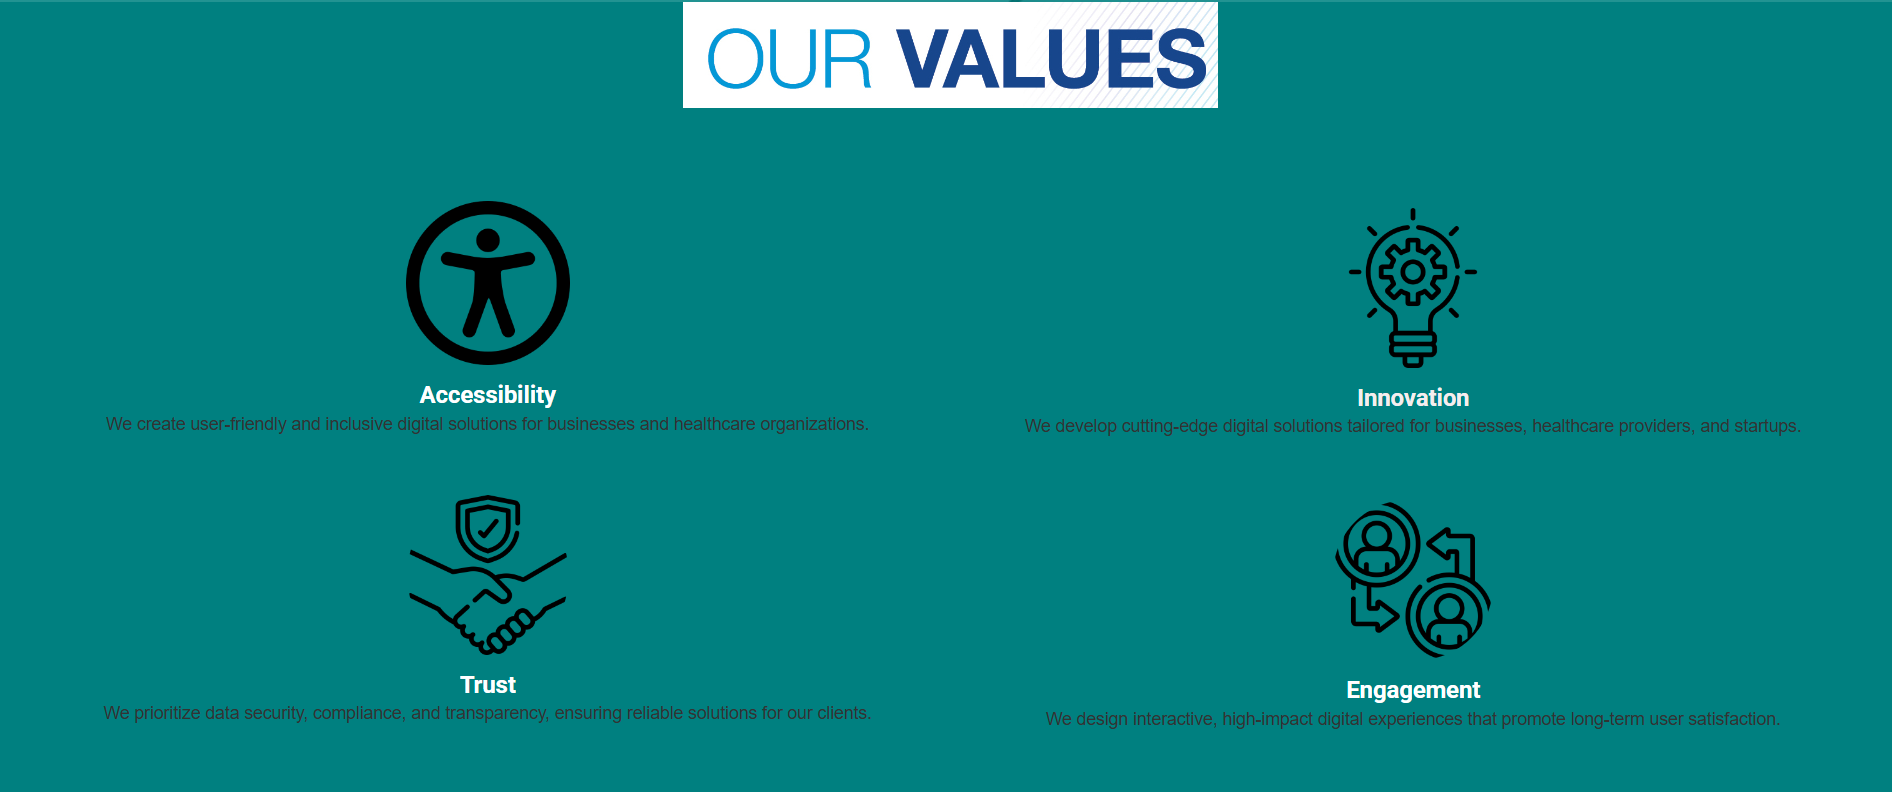 OUR VALUES
Accessibility
We create user-friendly and inclusive digital solutions for businesses and healthcare organizations.
Innovation
We develop cutting-edge digital solutions tailored for businesses, healthcare providers, and startups.
Trust
We prioritize data security, compliance, and transparency, ensuring reliable solutions for our clients.
Engagement
We design interactive, high-impact digital experiences that promote long-term user satisfaction.